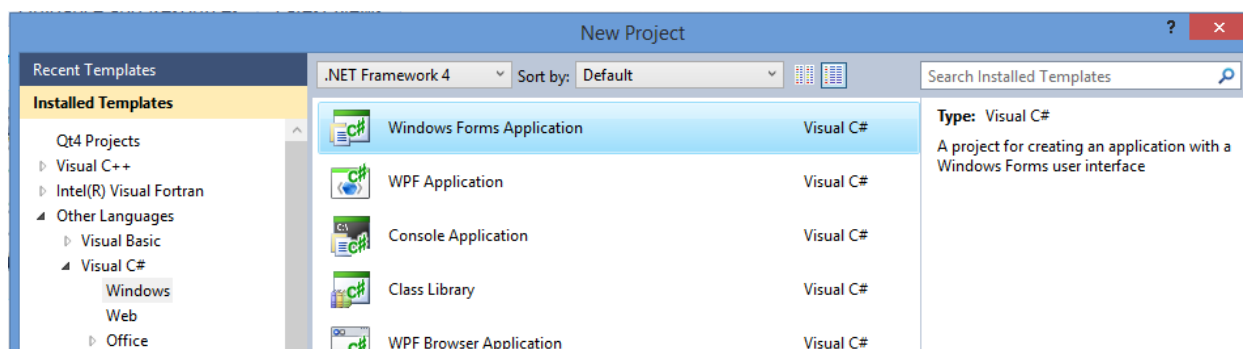 New Project
?
Recent Templates
Installed Templates
Qt4 Projects
Visual C++
Intel(R) Visual Fortran
Other Languages
Visual Basic
Visual C#
Windows
Web
Office
.NET Framework 4
Sort by:
Default
Windows Forms Application
Visual C#
WPF Application
Visual C#
Console Application
Visual C#
Class Library
Visual C#
WPF Browser Application
Visual C#
Search Installed Templates
Type: Visual C#
A project for creating an application with a
Windows Forms user interface